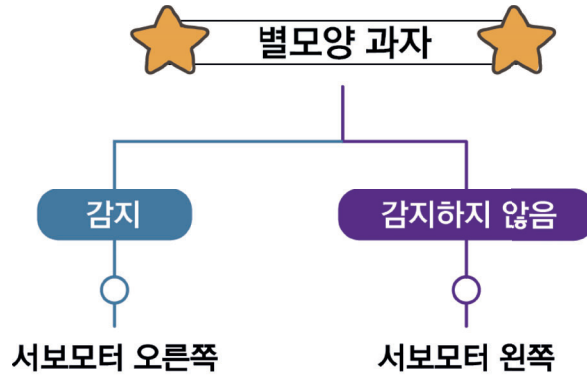 별모양 과자
감지
감지하지 않음
서보모터 오른쪽
서보모터 왼쪽